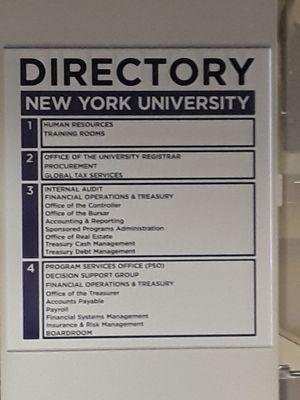 DIRECTORY
NEW YORK UNIVERSITY
1
HUMAN RESOURCES
TRAINING ROOMS
2
OFFICE OF THE UNIVERSITY REGISTRAR
PROCUREMENT
GLOBAL TAX SERVICES
3
INTERNAL AUDIT
FINANCIAL OPERATIONS & TREASURY
Office of the Controller
Office of the Bursar
Accounting & Reporting
Sponsored Programs Administration
Office of Real Estate
Treasury Cash Management
Treasury Debt Management
4
PROGRAM SERVICES OFFICE (PSO)
DECISION SUPPORT GROUP
FINANCIAL OPERATIONS & TREASURY
Office of the Treasurer
Accounts Payable
Payroll
Financial Systems Management
Insurance & Risk Management
BOARDROOM